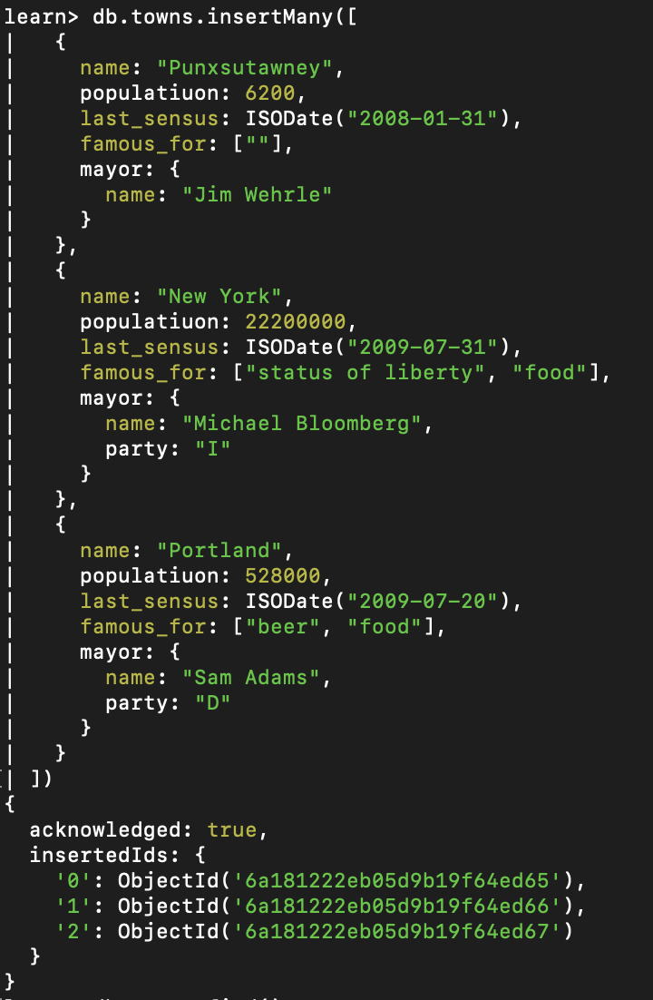 learn> db.towns.insertMany([
|   {
|     name: "Punxsutawney",
|     populatiuon: 6200,
|     last_sensus: ISODate("2008-01-31"),
|     famous_for: [""],
|     mayor: {
|       name: "Jim Wehrle"
|     }
|   },
|   {
|     name: "New York",
|     populatiuon: 22200000,
|     last_sensus: ISODate("2009-07-31"),
|     famous_for: ["status of liberty", "food"],
|     mayor: {
|       name: "Michael Bloomberg",
|       party: "I"
|     }
|   },
|   {
|     name: "Portland",
|     populatiuon: 528000,
|     last_sensus: ISODate("2009-07-20"),
|     famous_for: ["beer", "food"],
|     mayor: {
|       name: "Sam Adams",
|       party: "D"
|     }
|   }
| ])
{
  acknowledged: true,
  insertedIds: {
    '0': ObjectId('6a181222eb05d9b19f64ed65'),
    '1': ObjectId('6a181222eb05d9b19f64ed66'),
    '2': ObjectId('6a181222eb05d9b19f64ed67')
  }
}